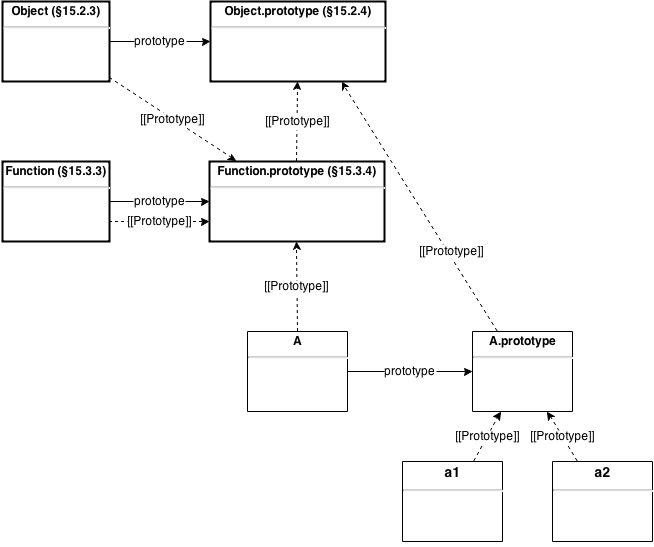 Object (§15.2.3)
Object.prototype (§15.2.4)
prototype
[[Prototype]]
[[Prototype]]
Function (§15.3.3)
Function.prototype (§15.3.4)
prototype
[[Prototype]]
[[Prototype]]
[[Prototype]]
A
A.prototype
prototype
[[Prototype]]
[[Prototype]]
a1
a2